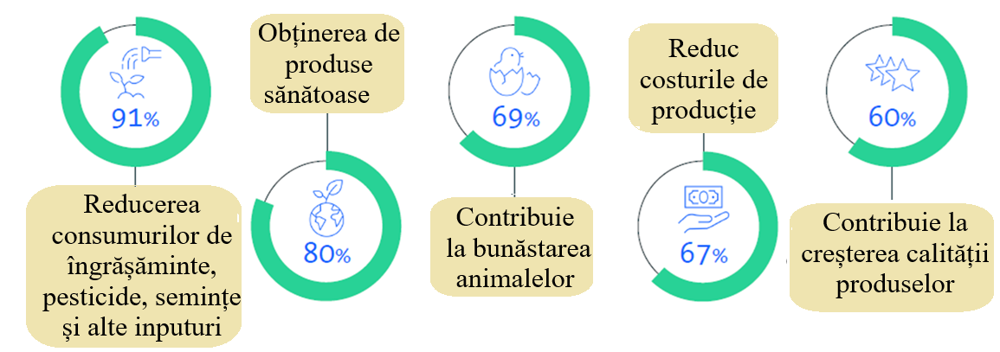 91%
Reducerea
consumurilor de
îngrășăminte,
pesticide, semințe
și alte inputuri
Obținerea de
produse
sănătoase
80%
69%
Contribuie
la bunăstarea
animalelor
Reduc
costurile de
producție
67%
60%
Contribuie la
creșterea calității
produselor